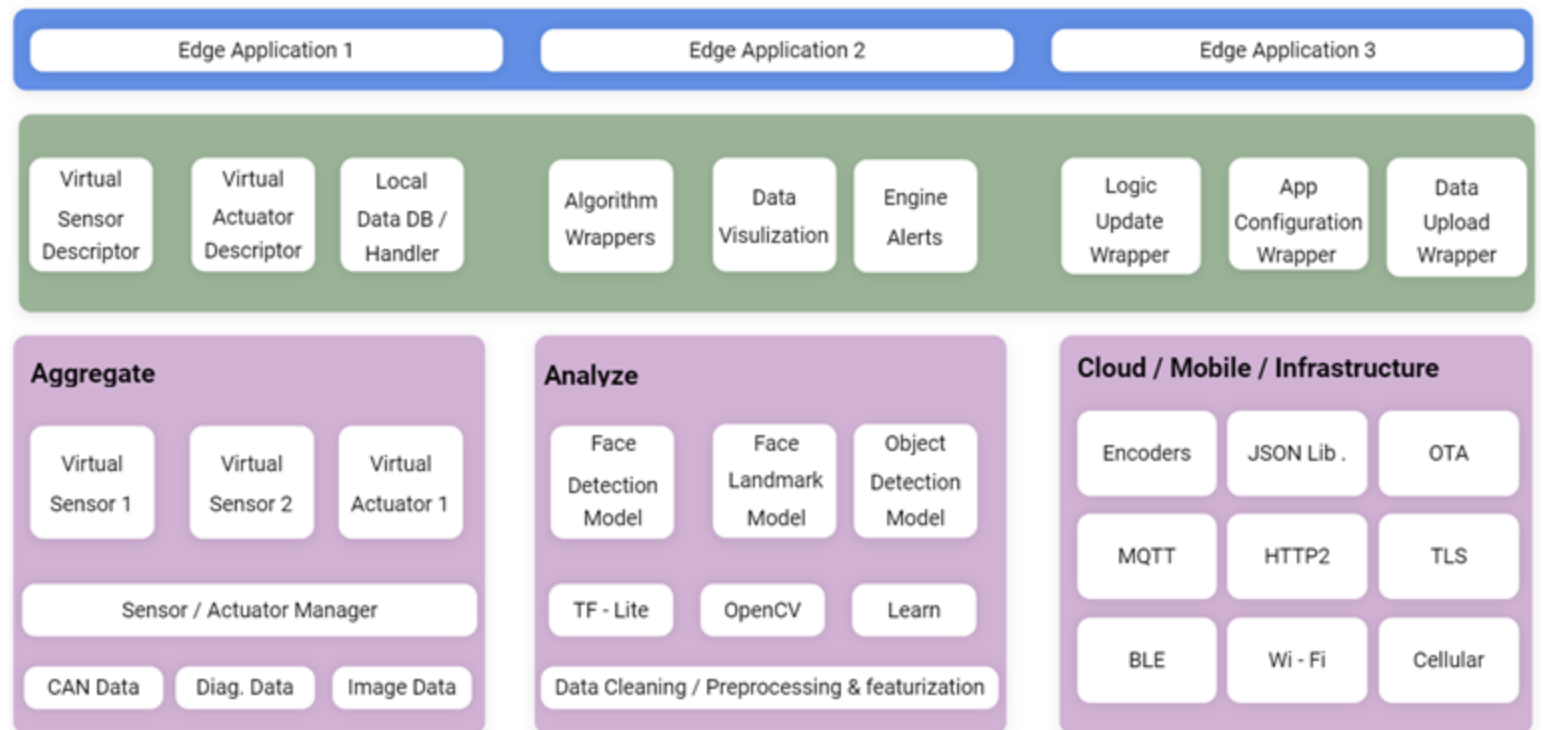 Edge Application 1
Edge Application 2
Edge Application 3
Virtual
Sensor
Descriptor
Virtual
Actuator
Descriptor
Local
Data DB /
Handler
Algorithm
Wrappers
Data
Visulization
Engine
Alerts
Logic
Update
Wrapper
App
Configuration
Wrapper
Data
Upload
Wrapper
Aggregate
Virtual
Sensor 1
Virtual
Sensor 2
Virtual
Actuator 1
Sensor / Actuator Manager
CAN Data
Diag. Data
Image Data
Analyze
Face
Detection
Model
Face
Landmark
Model
Object
Detection
Model
TF - Lite
OpenCV
Learn
Data Cleaning / Preprocessing & featurization
Cloud / Mobile / Infrastructure
Encoders
JSON Lib .
OTA
MQTT
HTTP2
TLS
BLE
Wi - Fi
Cellular